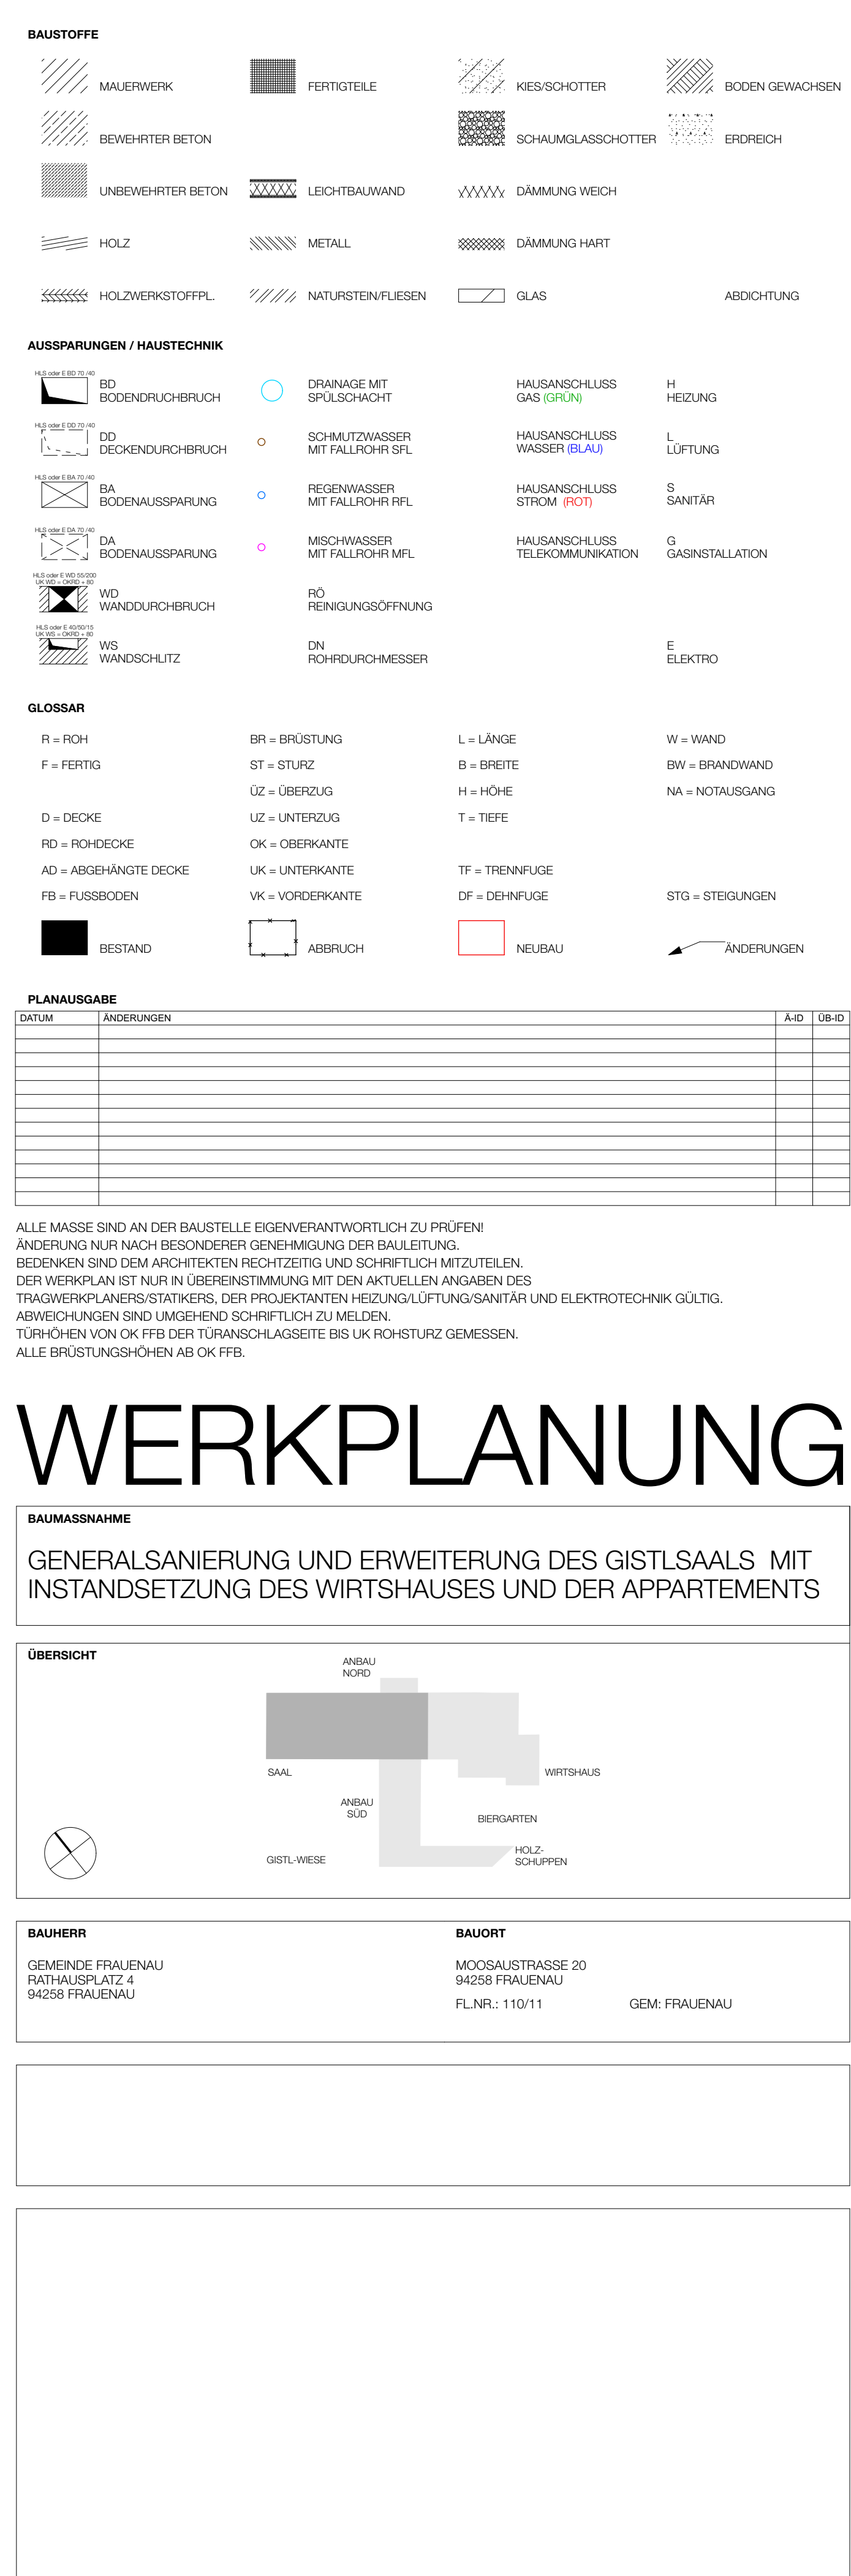 BAUSTOFFE
MAUERWERK
FERTIGTEILE
KIES/SCHOTTER
BODEN GEWACHSEN
BEWEHRTER BETON
SCHAUMGLASSCHOTTER
ERDREICH
UNBEWEHRTER BETON
LEICHTBAUWAND
DÄMMUNG WEICH
HOLZ
METALL
DÄMMUNG HART
HOLZWERKSTOFFPL.
NATURSTEIN/FLIESEN
GLAS
ABDICHTUNG
AUSSPARUNGEN / HAUSTECHNIK
HLS oder E BD 70 /40
BD
BODENDRUCHBRUCH
DRAINAGE MIT
SPÜLSCHACHT
HAUSANSCHLUSS
GAS (GRÜN)
H
HEIZUNG
HLS oder E DD 70 /40
DD
DECKENDURCHBRUCH
SCHMUTZWASSER
MIT FALLROHR SFL
HAUSANSCHLUSS
WASSER (BLAU)
L
LÜFTUNG
HLS oder E BA 70 /40
BA
BODENAUSSPARUNG
REGENWASSER
MIT FALLROHR RFL
HAUSANSCHLUSS
STROM (ROT)
S
SANITÄR
HLS oder E DA 70 /40
DA
BODENAUSSPARUNG
MISCHWASSER
MIT FALLROHR MFL
HAUSANSCHLUSS
TELEKOMMUNIKATION
G
GASINSTALLATION
HLS oder E WD 55/200
UK WD = OKRD + 80
WD
WANDDURCHBRUCH
RÖ
REINIGUNGSÖFFNUNG
HLS oder E 40/50/15
UK WS = OKRD + 80
WS
WANDSCHLITZ
DN
ROHRDURCHMESSER
E
ELEKTRO
GLOSSAR
R = ROH
BR = BRÜSTUNG
L = LÄNGE
W = WAND
F = FERTIG
ST = STURZ
B = BREITE
BW = BRANDWAND
ÜZ = ÜBERZUG
H = HÖHE
NA = NOTAUSGANG
D = DECKE
UZ = UNTERZUG
T = TIEFE
RD = ROHDECKE
OK = OBERKANTE
AD = ABGEHÄNGTE DECKE
UK = UNTERKANTE
TF = TRENNFUGE
FB = FUSSBODEN
VK = VORDERKANTE
DF = DEHNFUGE
STG = STEIGUNGEN
BESTAND
ABBRUCH
NEUBAU
ÄNDERUNGEN
PLANAUSGABE
DATUM ÄNDERUNGEN Ä-ID ÜB-ID
ALLE MASSE SIND AN DER BAUSTELLE EIGENVERANTWORTLICH ZU PRÜFEN!
ÄNDERUNG NUR NACH BESONDERER GENEHMIGUNG DER BAULEITUNG.
BEDENKEN SIND DEM ARCHITEKTEN RECHTZEITIG UND SCHRIFTLICH MITZUTEILEN.
DER WERKPLAN IST NUR IN ÜBEREINSTIMMUNG MIT DEN AKTUELLEN ANGABEN DES
TRAGWERKPLANERS/STATIKERS, DER PROJEKTANTEN HEIZUNG/LÜFTUNG/SANITÄR UND ELEKTROTECHNIK GÜLTIG.
ABWEICHUNGEN SIND UMGEHEND SCHRIFTLICH ZU MELDEN.
TÜRHÖHEN VON OK FFB DER TÜRANSCHLAGSEITE BIS UK ROHSTURZ GEMESSEN.
ALLE BRÜSTUNGSHÖHEN AB OK FFB.
WERKPLANUNG
BAUMASSNAHME
GENERALSANIERUNG UND ERWEITERUNG DES GISTLSAALS MIT
INSTANDSETZUNG DES WIRTSHAUSES UND DER APPARTEMENTS
ÜBERSICHT
ANBAU
NORD
SAAL
WIRTSHAUS
ANBAU
SÜD
BIERGARTEN
GISTL-WIESE
HOLZ-
SCHUPPEN
BAUHERR
GEMEINDE FRAUENAU
RATHAUSPLATZ 4
94258 FRAUENAU
BAUORT
MOOSAUSTRASSE 20
94258 FRAUENAU
FL.NR.: 110/11 GEM: FRAUENAU